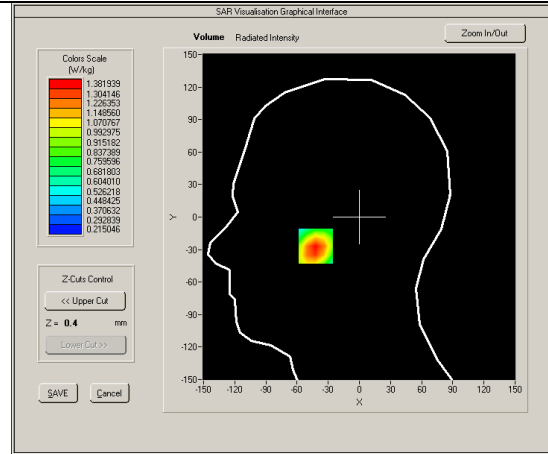 SAR Visualisation Graphical Interface
Volume Radiated Intensity
Zoom In/Out
Colors Scale
(W/kg)
1.381939
1.304146
1.226353
1.148560
1.070767
0.992975
0.915182
0.837389
0.759596
0.681803
0.604010
0.526218
0.448425
0.370632
0.292839
0.215046
Z-Cuts Control
<< Upper Cut
Z = 0.4 mm
Lower Cut >>
SAVE Cancel
150
120
90
60
30
0
-30
-60
-90
-120
-150
Y
-150 -120 -90 -60 -30 0 30 60 90 120 150
X